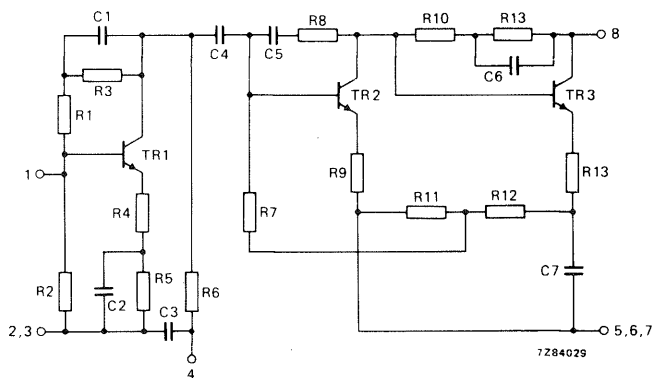 C1
R3
R1
1
TR1
R4
R2
C2
R5
C3
R6
2,3
4
C4
C5
R8
TR2
R9
R7
R10
R13
C6
8
TR3
R13
R11
R12
C7
5,6,7
7Z84029